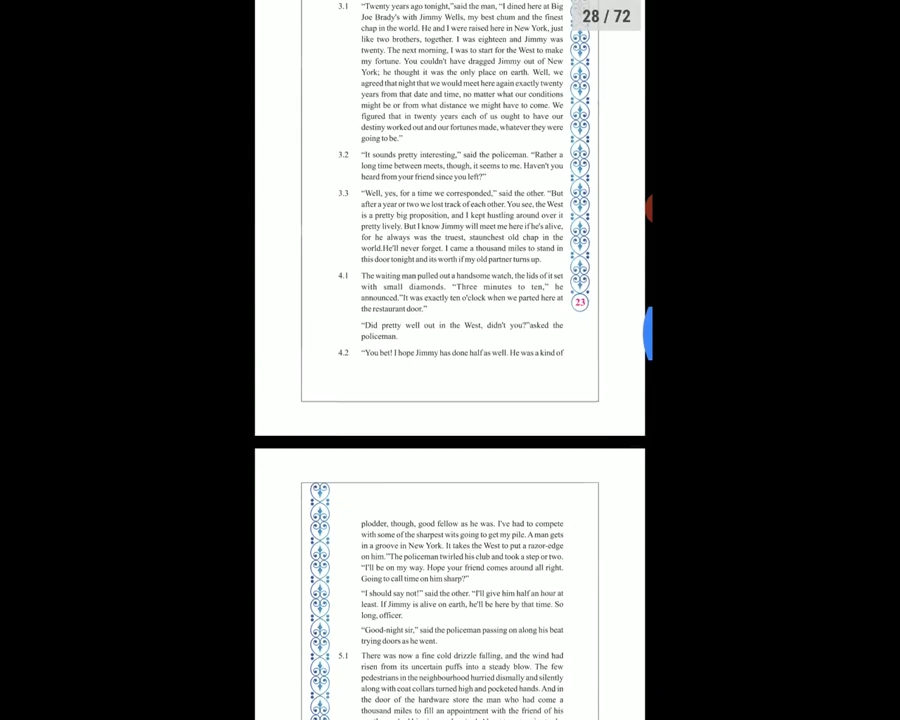 28 / 72
3.1 "Twenty years ago tonight,"said the man, "I dined here at Big
Joe Brady's with Jimmy Wells, my best chum and the finest
chap in the world. He and I were raised here in New York, just
like two brothers, together. I was eighteen and Jimmy was
twenty. The next morning, I was to start for the West to make
my fortune. You couldn't have dragged Jimmy out of New
York; he thought it was the only place on earth. Well, we
agreed that night that we would meet here again exactly twenty
years from that date and time, no matter what our conditions
might be or from what distance we might have to come. We
figured that in twenty years each of us ought to have our
destiny worked out and our fortunes made, whatever they were
going to be."
3.2 "It sounds pretty interesting," said the policeman. "Rather a
long time between meets, though, it seems to me. Haven't you
heard from your friend since you left?"
3.3 "Well, yes, for a time we corresponded," said the other. "But
after a year or two we lost track of each other. You see, the West
is a pretty big proposition, and I kept hustling around over it
pretty lively. But I know Jimmy will meet me here if he's alive,
for he always was the truest, staunchest old chap in the
world.He'll never forget. I came a thousand miles to stand in
this door tonight and its worth if my old partner turns up.
4.1 The waiting man pulled out a handsome watch, the lids of it set
with small diamonds. "Three minutes to ten," he
announced."It was exactly ten o'clock when we parted here at
the restaurant door."
23
"Did pretty well out in the West, didn't you?"asked the
policeman.
4.2 "You bet! I hope Jimmy has done half as well. He was a kind of
plodder, though, good fellow as he was. I've had to compete
with some of the sharpest wits going to get my pile. A man gets
in a groove in New York. It takes the West to put a razor-edge
on him."The policeman twirled his club and took a step or two.
"I'll be on my way. Hope your friend comes around all right.
Going to call time on him sharp?"
"I should say not!" said the other. "I'll give him half an hour at
least. If Jimmy is alive on earth, he'll be here by that time. So
long, officer.
"Good-night sir," said the policeman passing on along his beat
trying doors as he went.
5.1 There was now a fine cold drizzle falling, and the wind had
risen from its uncertain puffs into a steady blow. The few
pedestrians in the neighbourhood hurried dismally and silently
along with coat collars turned high and pocketed hands. And in
the door of the hardware store the man who had come a
thousand miles to fill an appointment with the friend of his